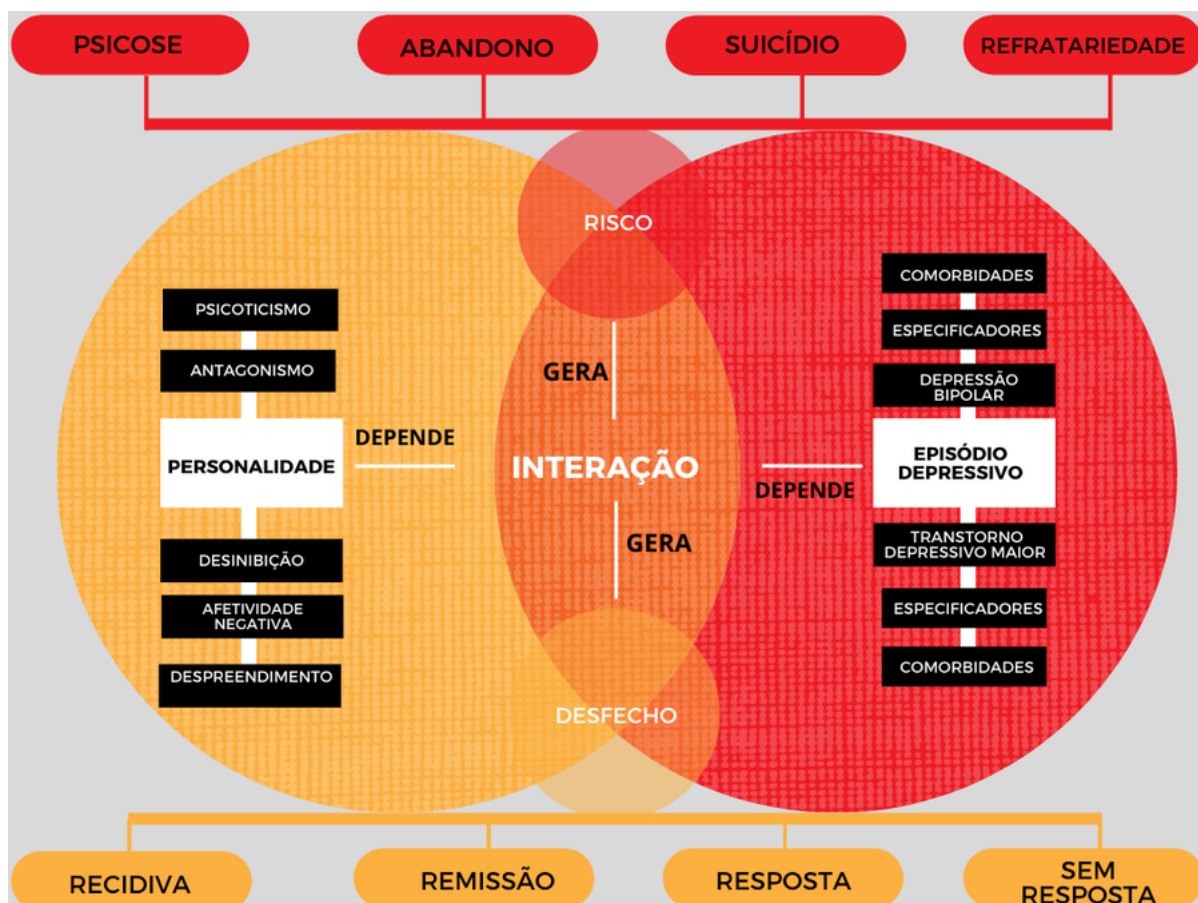 PSICOSE
ABANDONO
SUICÍDIO
REFRATARIEDADE
RISCO
PSICOTICISMO
ANTAGONISMO
PERSONALIDADE
DESINIBIÇÃO
AFETIVIDADE
NEGATIVA
DESPREENDIMENTO
DEPENDE
GERA
INTERAÇÃO
GERA
DEPENDE
COMORBIDADES
ESPECIFICADORES
DEPRESSÃO
BIPOLAR
EPISÓDIO
DEPRESSIVO
TRANSTORNO
DEPRESSIVO MAIOR
ESPECIFICADORES
COMORBIDADES
DESFECHO
RECIDIVA
REMISSÃO
RESPOSTA
SEM
RESPOSTA